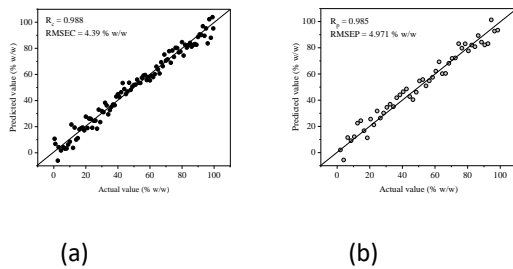 R_c = 0.988
RMSEC = 4.39 % w/w
Predicted value (% w/w)
100
80
60
40
20
0
0 20 40 60 80 100
Actual value (% w/w)
(a)
R_p = 0.985
RMSEP = 4.971 % w/w
Predicted value (% w/w)
100
80
60
40
20
0
0 20 40 60 80 100
Actual value (% w/w)
(b)